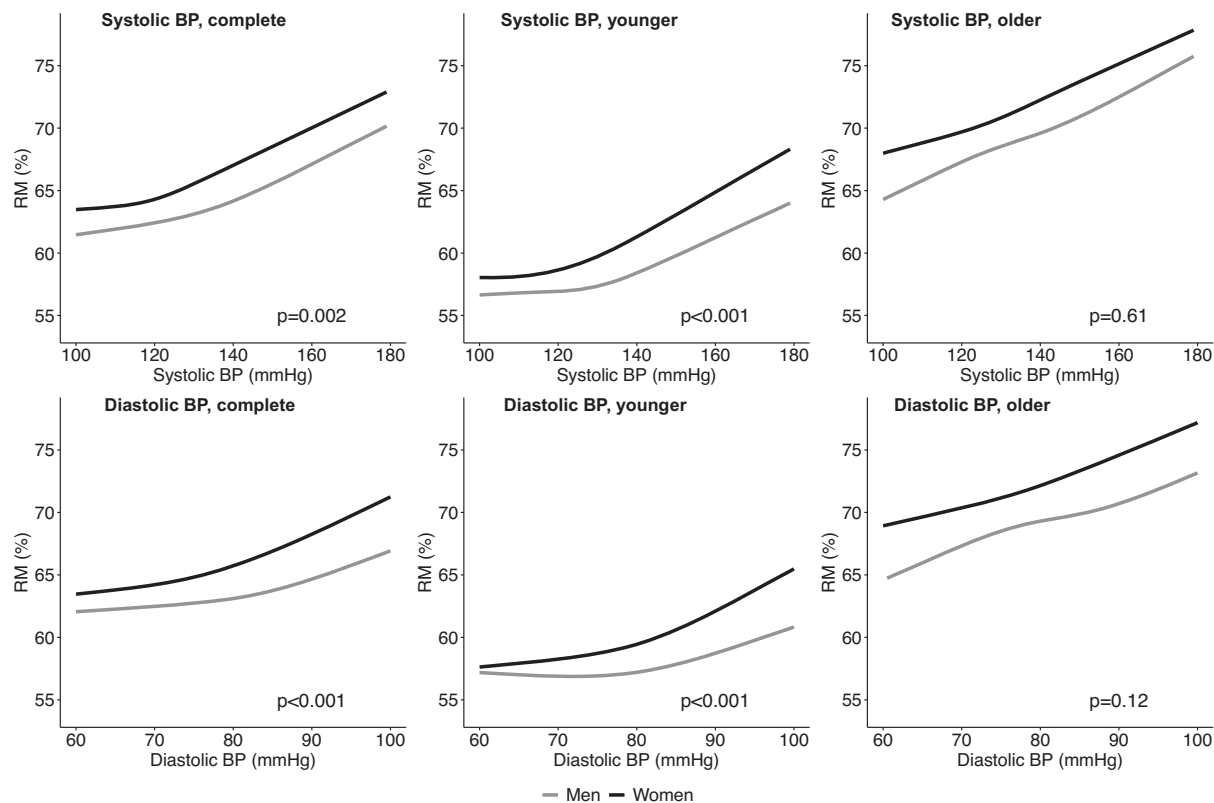 Systolic BP, complete
RM (%)
75
70
65
60
55
p=0.002
100 120 140 160 180
Systolic BP (mmHg)
Systolic BP, younger
RM (%)
75
70
65
60
55
p<0.001
100 120 140 160 180
Systolic BP (mmHg)
Systolic BP, older
RM (%)
75
70
65
60
55
p=0.61
100 120 140 160 180
Systolic BP (mmHg)
Diastolic BP, complete
RM (%)
75
70
65
60
55
p<0.001
60 70 80 90 100
Diastolic BP (mmHg)
Diastolic BP, younger
RM (%)
75
70
65
60
55
p<0.001
60 70 80 90 100
Diastolic BP (mmHg)
Diastolic BP, older
RM (%)
75
70
65
60
55
p=0.12
60 70 80 90 100
Diastolic BP (mmHg)
Men Women